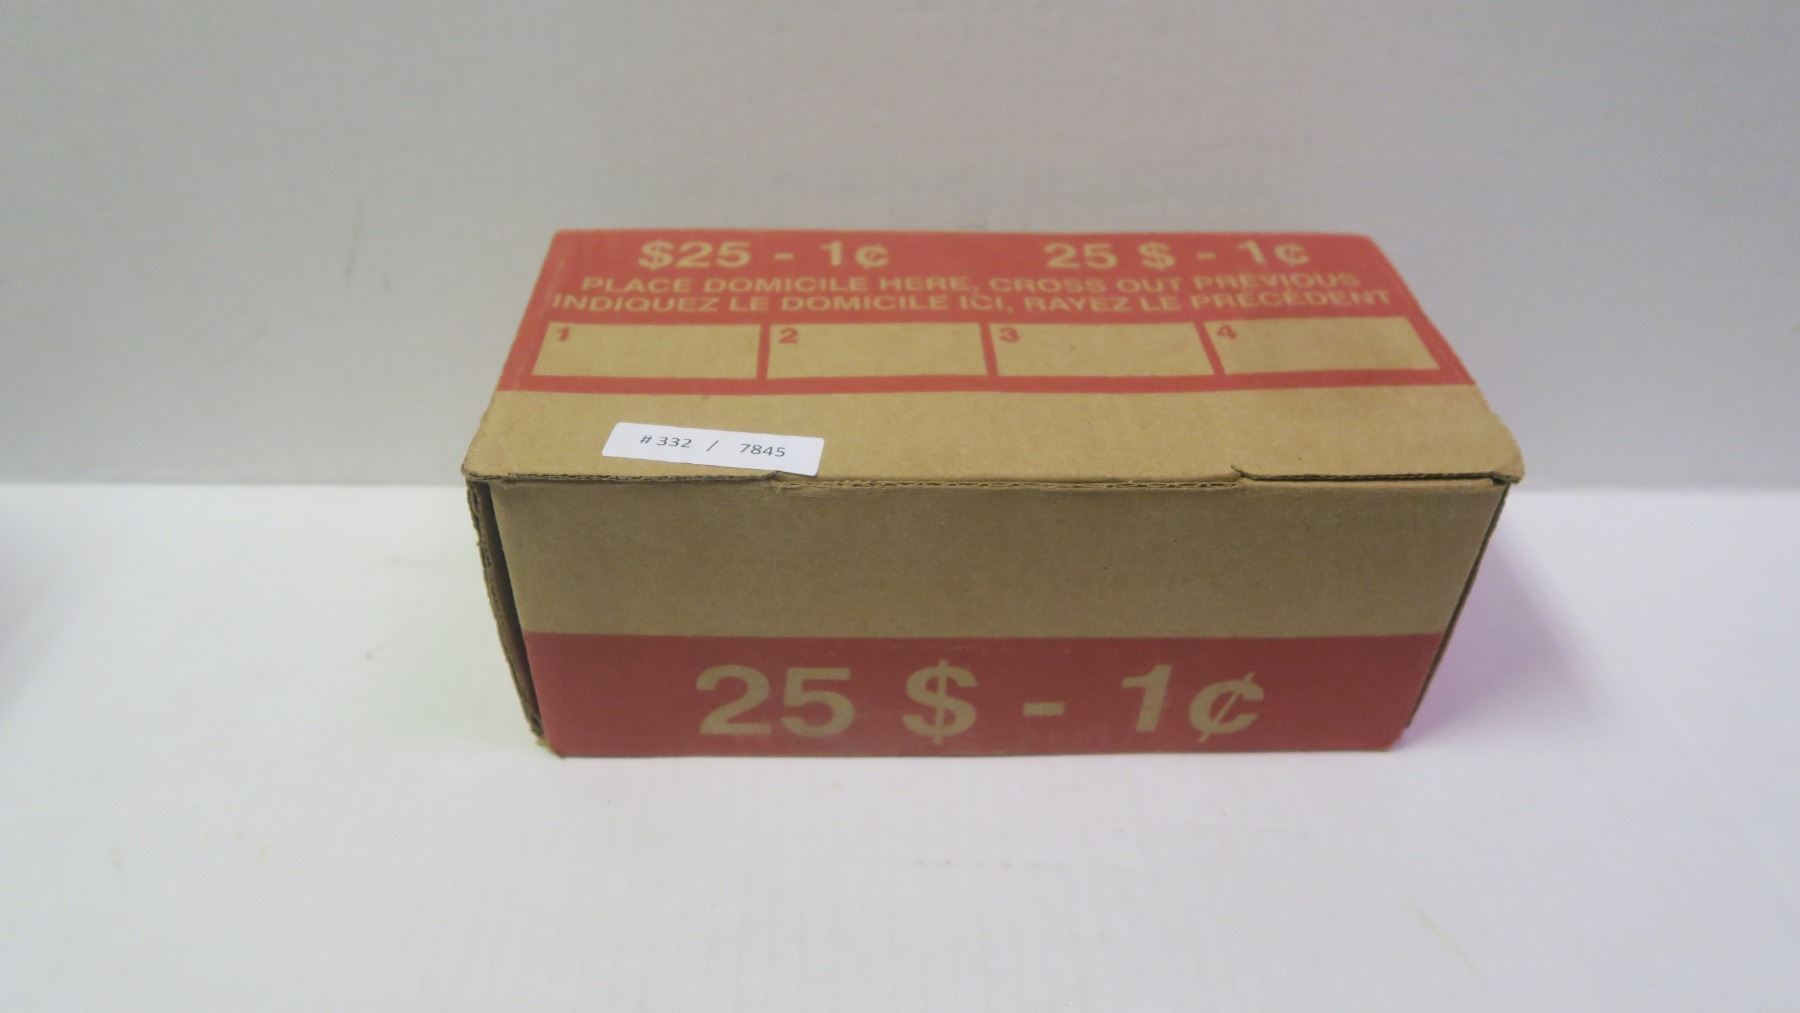 $25 - 1¢ 25 $ - 1¢
PLACE DOMICILE HERE, CROSS OUT PREVIOUS
INDIQUEZ LE DOMICILE ICI, RAYEZ LE PRÉCÉDENT
1 2 3 4
# 332 / 7845
25 $ - 1¢